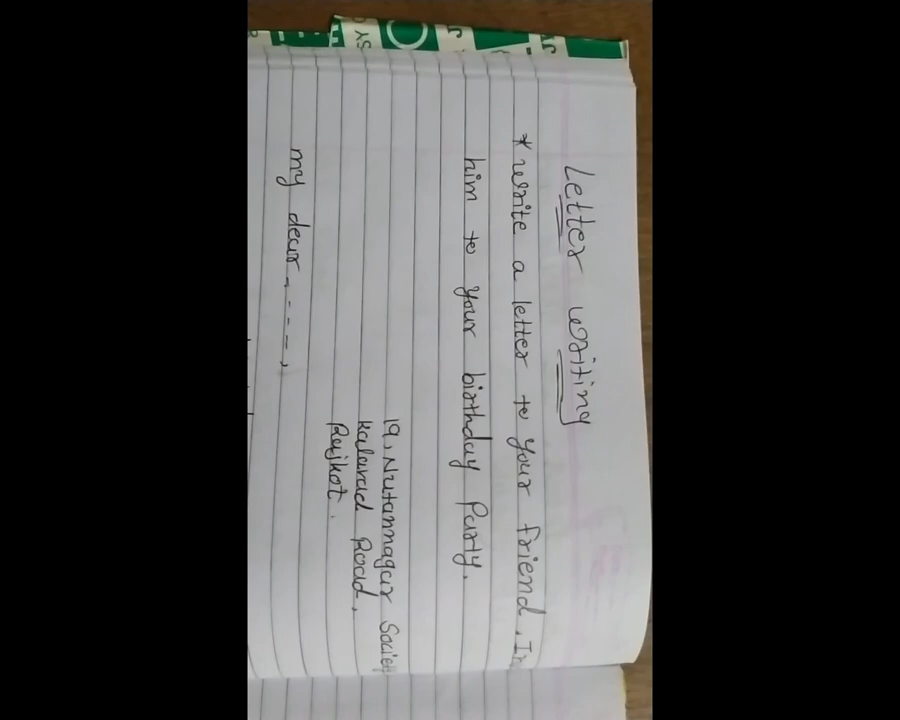 Letter writing
* write a letter to your friend, In
him to your birthday Party.
19, Nutannagar Socie
Kalavad Road,
Rajkot.
my dear ----,